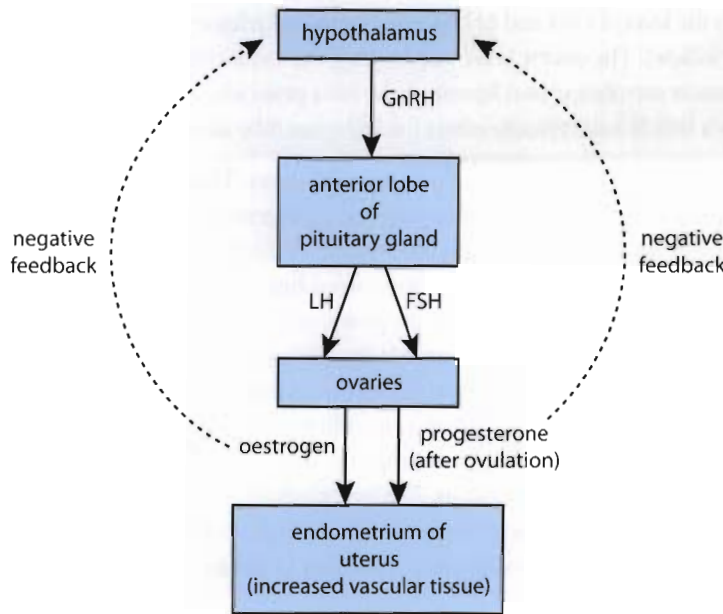 hypothalamus
GnRH
anterior lobe
of
pituitary gland
negative
feedback
negative
feedback
LH
FSH
ovaries
oestrogen
progesterone
(after ovulation)
endometrium of
uterus
(increased vascular tissue)